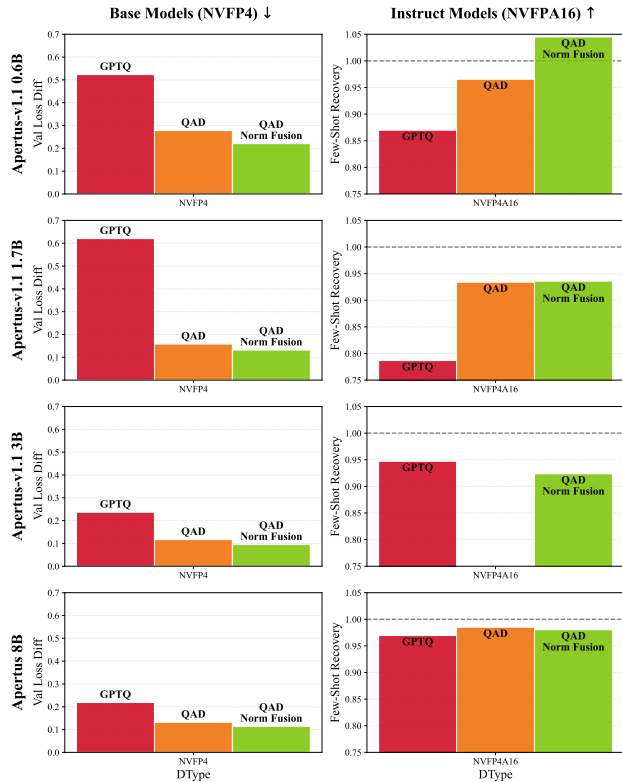 Base Models (NVFP4) ↓
Instruct Models (NVFPA16) ↑
Apertus-v1.1 0.6B
Val Loss Diff
0.7
0.6
0.5
0.4
0.3
0.2
0.1
0.0
GPTQ
QAD
QAD
Norm Fusion
NVFP4
Few-Shot Recovery
1.05
1.00
0.95
0.90
0.85
0.80
0.75
GPTQ
QAD
QAD
Norm Fusion
NVFP4A16
Apertus-v1.1 1.7B
Val Loss Diff
0.7
0.6
0.5
0.4
0.3
0.2
0.1
0.0
GPTQ
QAD
QAD
Norm Fusion
NVFP4
Few-Shot Recovery
1.05
1.00
0.95
0.90
0.85
0.80
0.75
GPTQ
QAD
QAD
Norm Fusion
NVFP4A16
Apertus-v1.1 3B
Val Loss Diff
0.7
0.6
0.5
0.4
0.3
0.2
0.1
0.0
GPTQ
QAD
QAD
Norm Fusion
NVFP4
Few-Shot Recovery
1.05
1.00
0.95
0.90
0.85
0.80
0.75
GPTQ
QAD
Norm Fusion
NVFP4A16
Apertus 8B
Val Loss Diff
0.7
0.6
0.5
0.4
0.3
0.2
0.1
0.0
GPTQ
QAD
QAD
Norm Fusion
NVFP4
DType
Few-Shot Recovery
1.05
1.00
0.95
0.90
0.85
0.80
0.75
GPTQ
QAD
QAD
Norm Fusion
NVFP4A16
DType